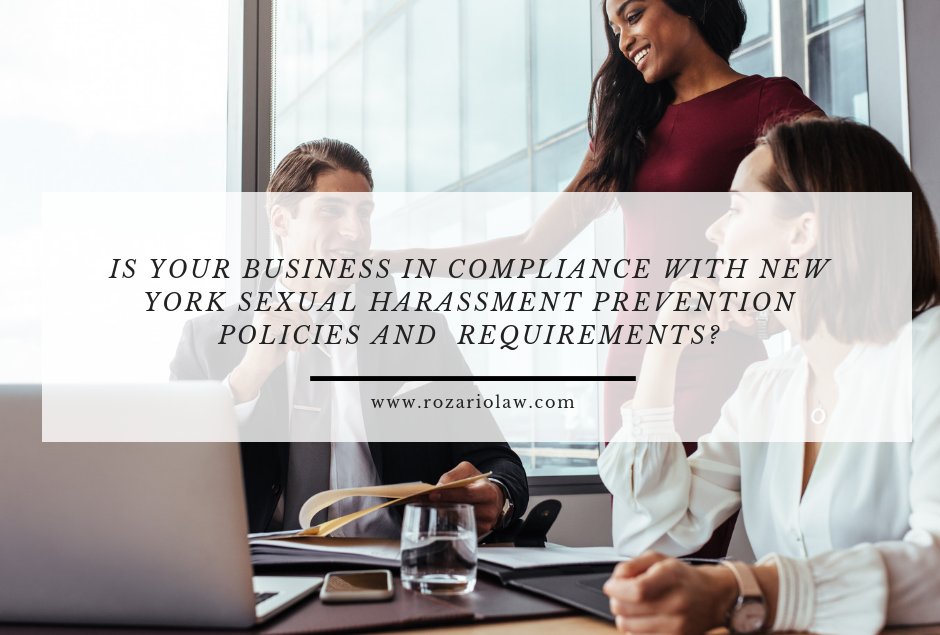 IS YOUR BUSINESS IN COMPLIANCE WITH NEW
YORK SEXUAL HARASSMENT PREVENTION
POLICIES AND  REQUIREMENTS?
www.rozariolaw.com